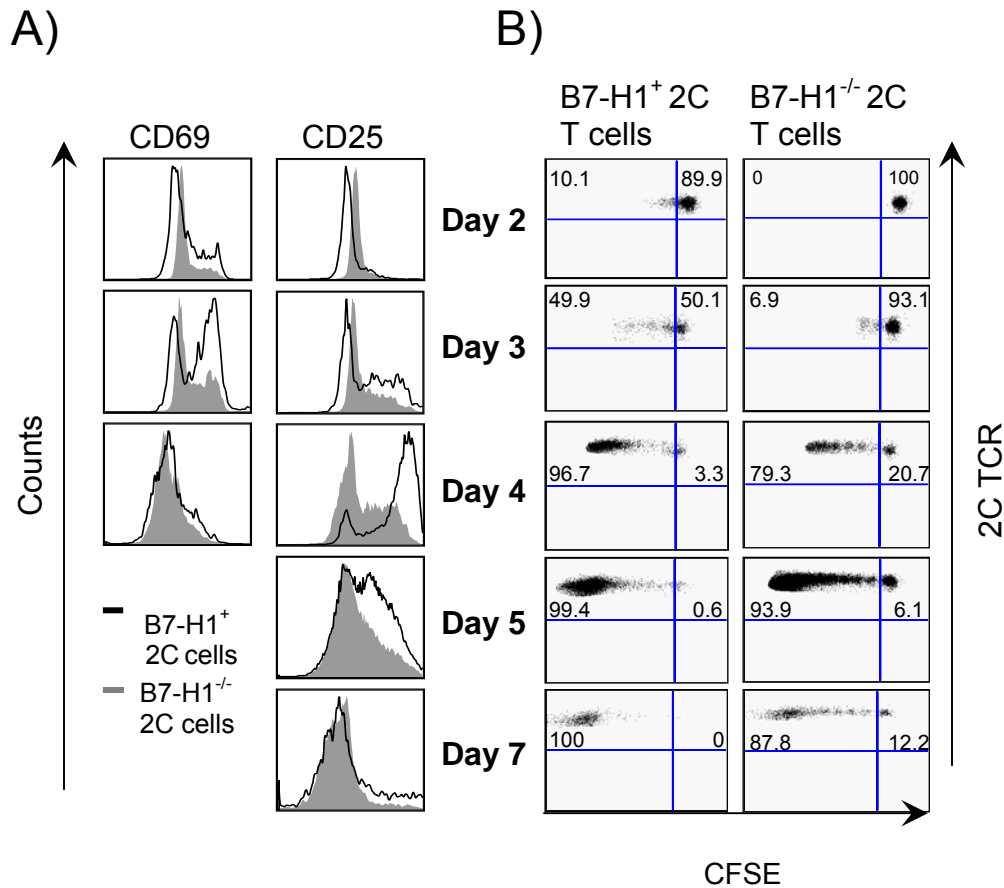 A)
B)
B7-H1⁺ 2C
T cells
B7-H1⁻/⁻ 2C
T cells
CD69
CD25
Counts
Day 2
10.1
89.9
0
100
Day 3
49.9
50.1
6.9
93.1
Day 4
96.7
3.3
79.3
20.7
Day 5
99.4
0.6
93.9
6.1
Day 7
100
0
87.8
12.2
B7-H1⁺
2C cells
B7-H1⁻/⁻
2C cells
2C TCR
CFSE